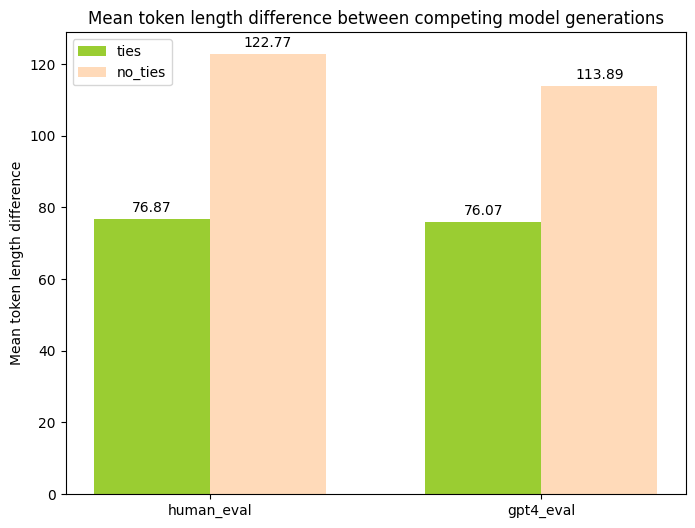 Mean token length difference between competing model generations
ties
no_ties
122.77
113.89
76.87
76.07
Mean token length difference
120
100
80
60
40
20
0
human_eval
gpt4_eval